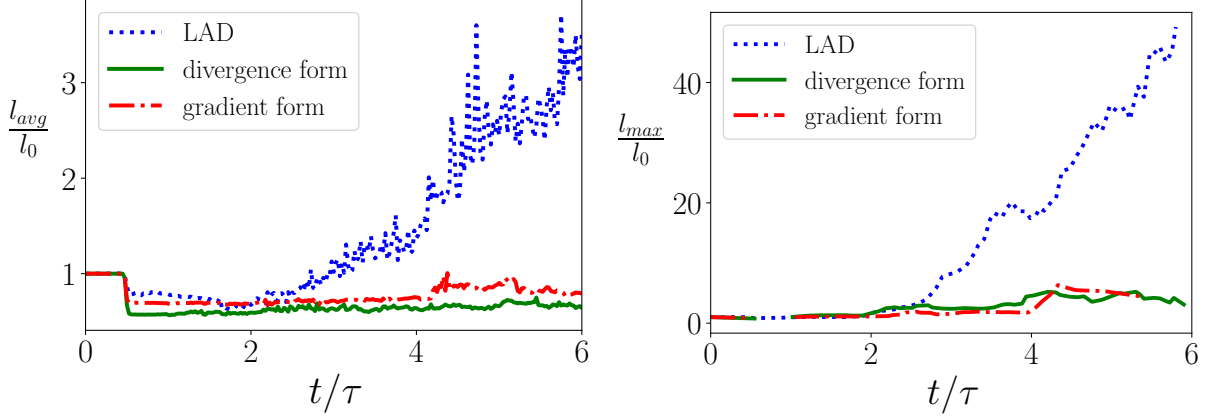 LAD
divergence form
gradient form
3
2
1
l_avg
l_0
0
2
4
6
t/τ
LAD
divergence form
gradient form
40
20
0
l_max
l_0
0
2
4
6
t/τ